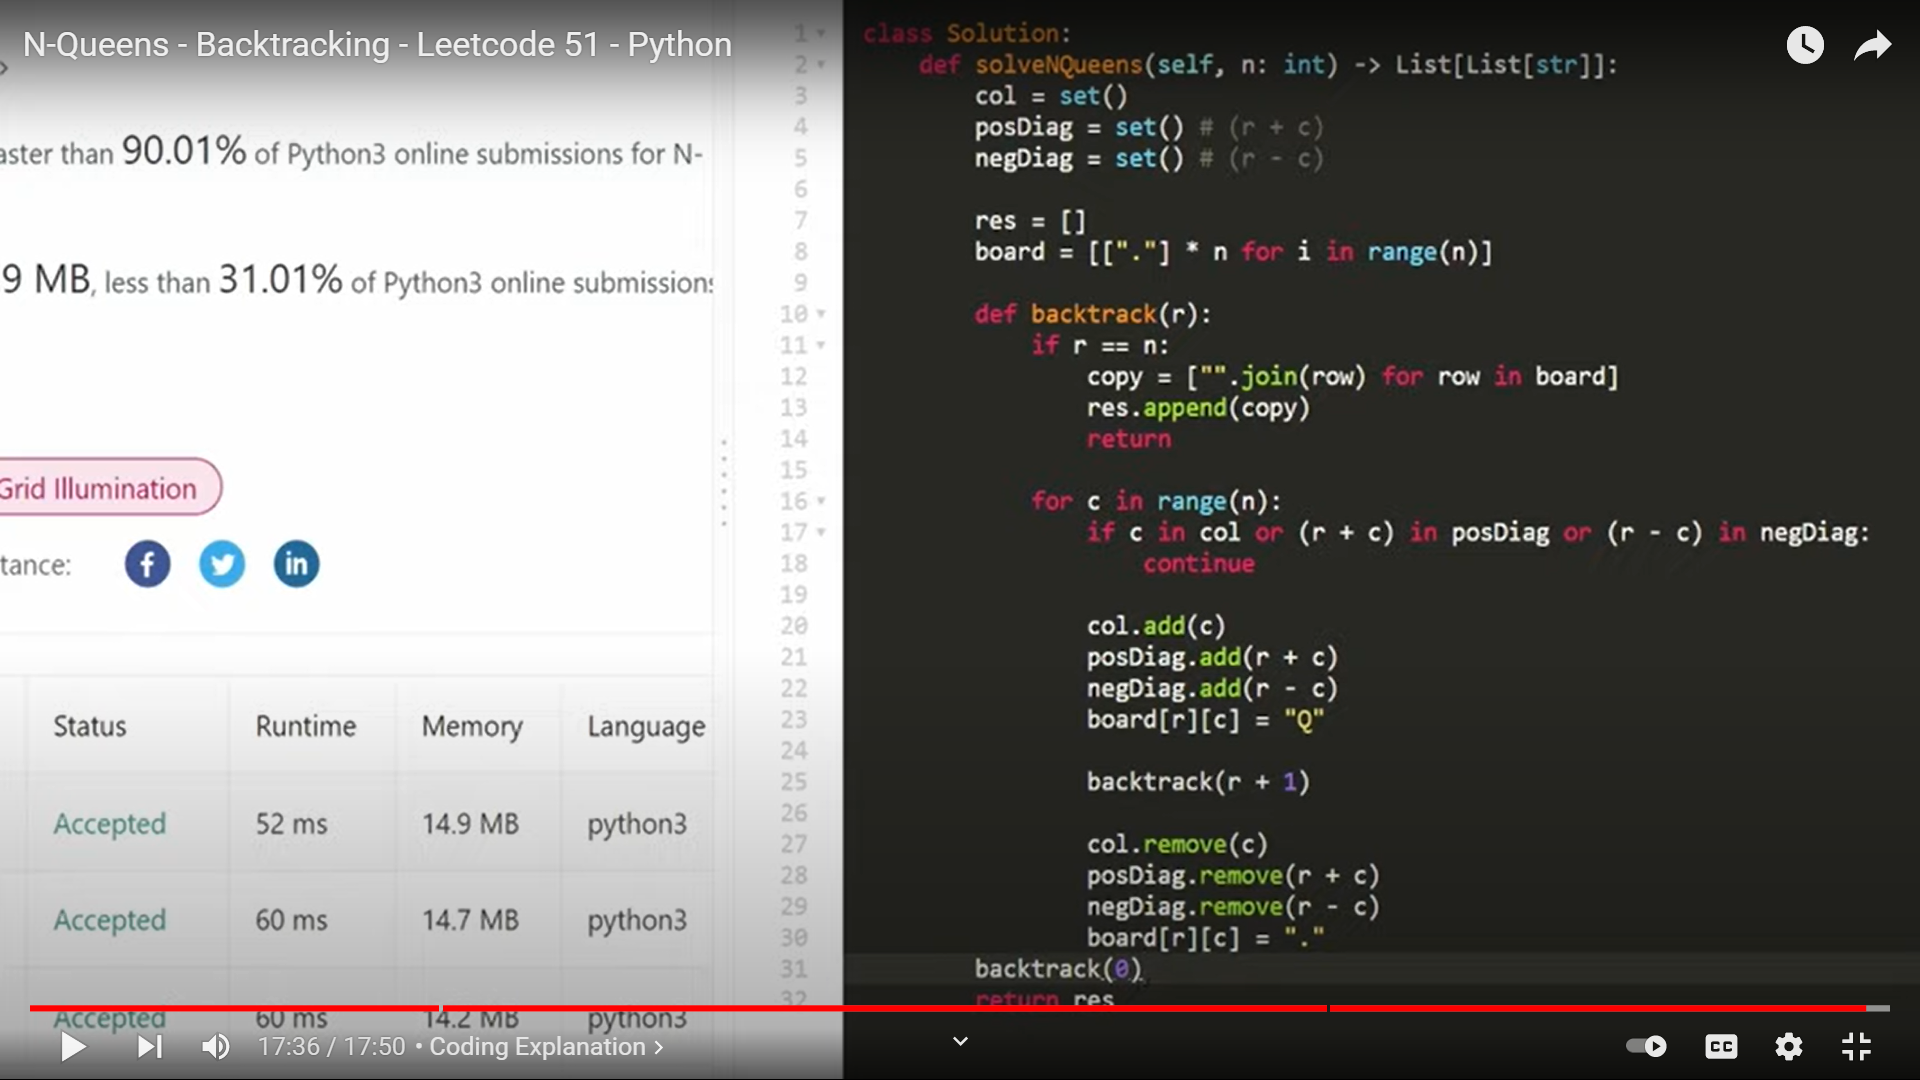 N-Queens - Backtracking - Leetcode 51 - Python
aster than 90.01% of Python3 online submissions for N-
9 MB, less than 31.01% of Python3 online submissions
Grid Illumination
tance:
Status Runtime Memory Language
Accepted 52 ms 14.9 MB python3
Accepted 60 ms 14.7 MB python3
Accepted 60 ms 14.2 MB python3
1 class Solution:
2 def solveNQueens(self, n: int) -> List[List[str]]:
3 col = set()
4 posDiag = set() # (r + c)
5 negDiag = set() # (r - c)
6
7 res = []
8 board = [["."] * n for i in range(n)]
9
10 def backtrack(r):
11 if r == n:
12 copy = ["".join(row) for row in board]
13 res.append(copy)
14 return
15
16 for c in range(n):
17 if c in col or (r + c) in posDiag or (r - c) in negDiag:
18 continue
19
20 col.add(c)
21 posDiag.add(r + c)
22 negDiag.add(r - c)
23 board[r][c] = "Q"
24
25 backtrack(r + 1)
26
27 col.remove(c)
28 posDiag.remove(r + c)
29 negDiag.remove(r - c)
30 board[r][c] = "."
31 backtrack(0)
32 return res
17:36 / 17:50 • Coding Explanation >
CC